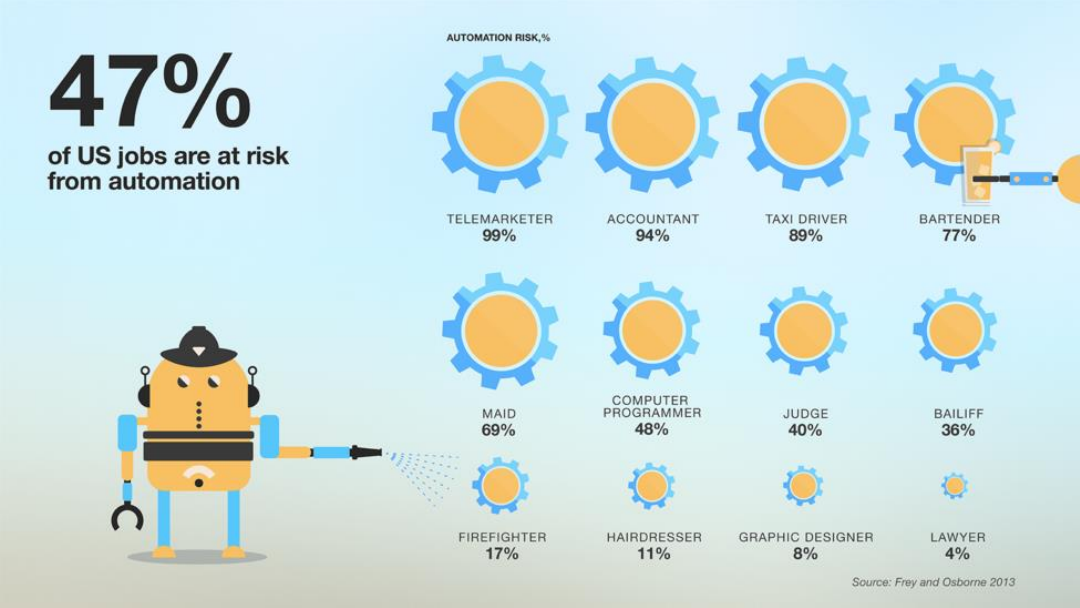 AUTOMATION RISK,%
47%
of US jobs are at risk
from automation
TELEMARKETER
99%
ACCOUNTANT
94%
TAXI DRIVER
89%
BARTENDER
77%
MAID
69%
COMPUTER
PROGRAMMER
48%
JUDGE
40%
BAILIFF
36%
FIREFIGHTER
17%
HAIRDRESSER
11%
GRAPHIC DESIGNER
8%
LAWYER
4%
Source: Frey and Osborne 2013